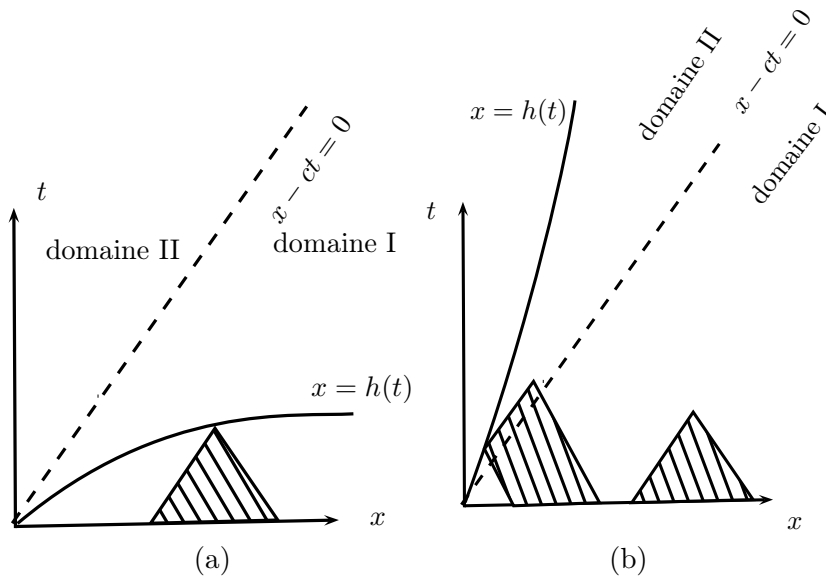 t
x − ct = 0
domaine II
domaine I
x = h(t)
x
(a)
domaine II
x − ct = 0
domaine I
x = h(t)
t
x
(b)